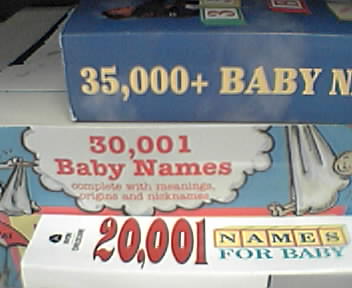 35,000+ BABY N
30,001
Baby Names
complete with meanings,
origins and nicknames
20,001
NAMES
FOR BABY